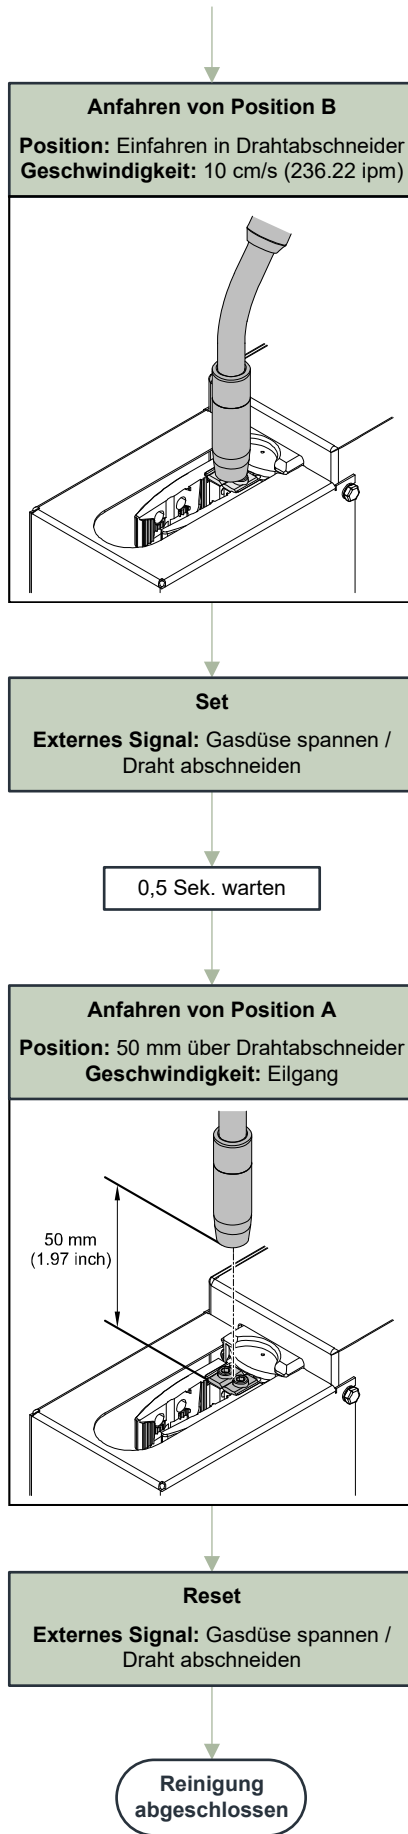 Anfahren von Position B
Position: Einfahren in Drahtabschneider
Geschwindigkeit: 10 cm/s (236.22 ipm)
Set
Externes Signal: Gasdüse spannen /
Draht abschneiden
0,5 Sek. warten
Anfahren von Position A
Position: 50 mm über Drahtabschneider
Geschwindigkeit: Eilgang
50 mm
(1.97 inch)
Reset
Externes Signal: Gasdüse spannen /
Draht abschneiden
Reinigung
abgeschlossen